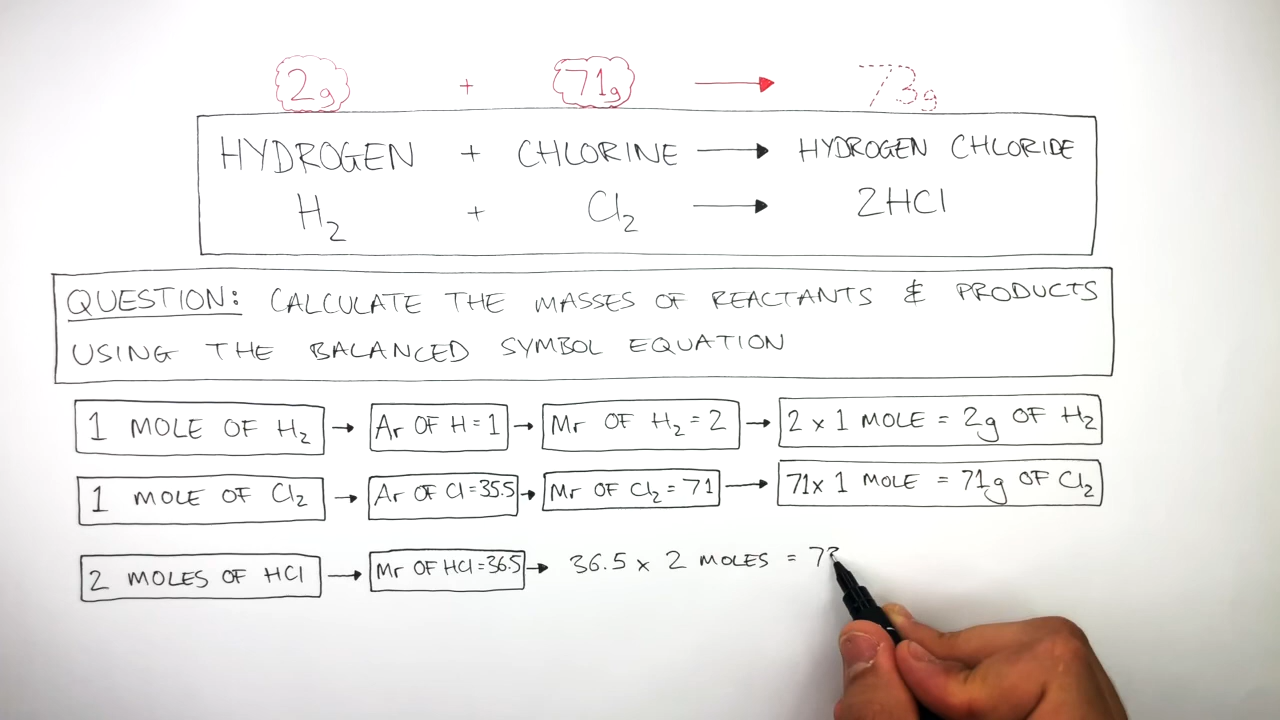 2g + 71g → 73g
HYDROGEN + CHLORINE → HYDROGEN CHLORIDE
H₂ + Cl₂ → 2HCl
QUESTION: CALCULATE THE MASSES OF REACTANTS & PRODUCTS
USING THE BALANCED SYMBOL EQUATION
1 MOLE OF H₂ → Ar OF H = 1 → Mr OF H₂ = 2 → 2 x 1 MOLE = 2g OF H₂
1 MOLE OF Cl₂ → Ar OF Cl = 35.5 → Mr OF Cl₂ = 71 → 71 x 1 MOLE = 71g OF Cl₂
2 MOLES OF HCl → Mr OF HCl = 36.5 → 36.5 x 2 MOLES = 73